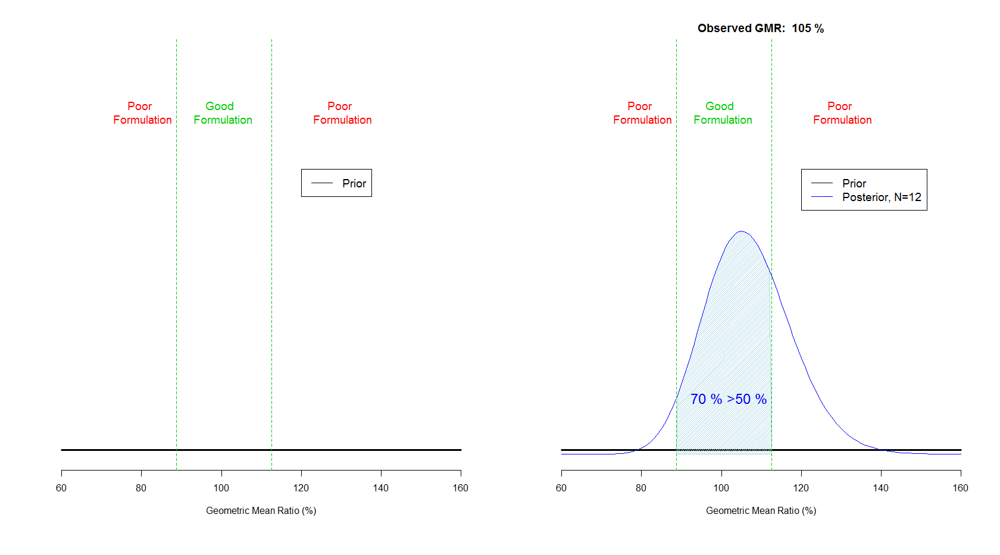 Poor
Formulation
Good
Formulation
Poor
Formulation
Prior
60 80 100 120 140 160
Geometric Mean Ratio (%)
Observed GMR:  105 %
Poor
Formulation
Good
Formulation
Poor
Formulation
Prior
Posterior, N=12
70 % >50 %
60 80 100 120 140 160
Geometric Mean Ratio (%)